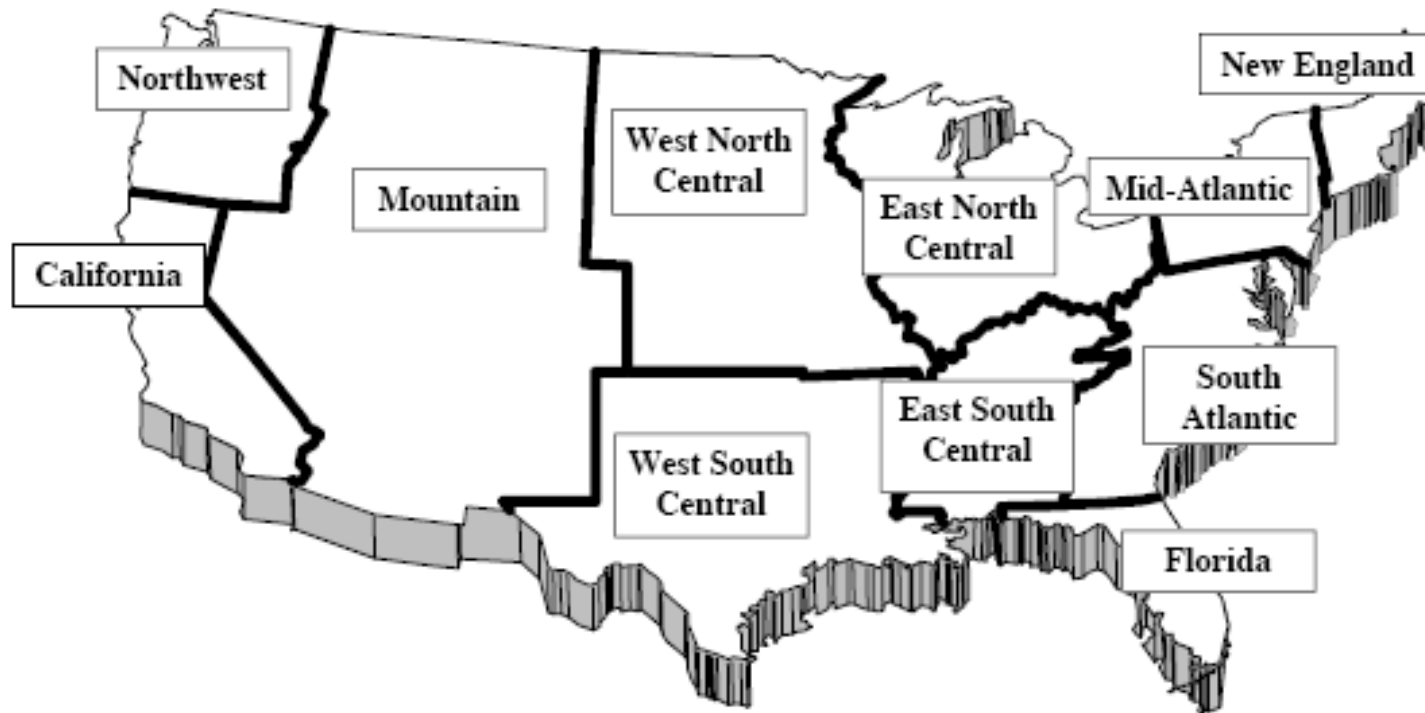 New England
Northwest
West North
Central
Mountain
Mid-Atlantic
East North
Central
California
South
Atlantic
East South
Central
West South
Central
Florida